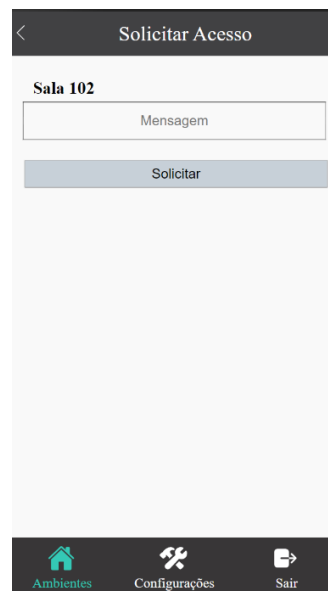 Solicitar Acesso
Sala 102
Mensagem
Solicitar
Ambientes Configurações Sair